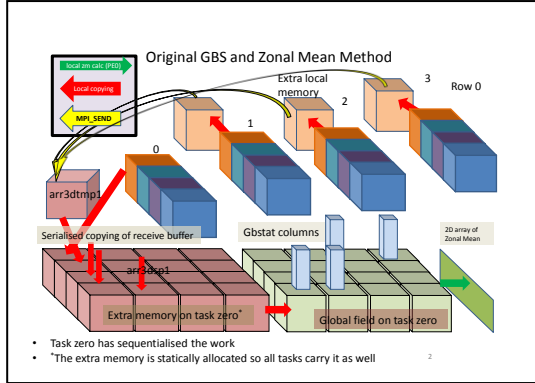 Original GBS and Zonal Mean Method
local zm calc (PE0)
Local copying
MPI_SEND
Extra local
memory
3
Row 0
2
1
0
arr3dtmp1
Serialised copying of receive buffer
Gbstat columns
2D array of
Zonal Mean
arr3dsp1
Extra memory on task zero*
Global field on task zero
• Task zero has sequentialised the work
• *The extra memory is statically allocated so all tasks carry it as well
2